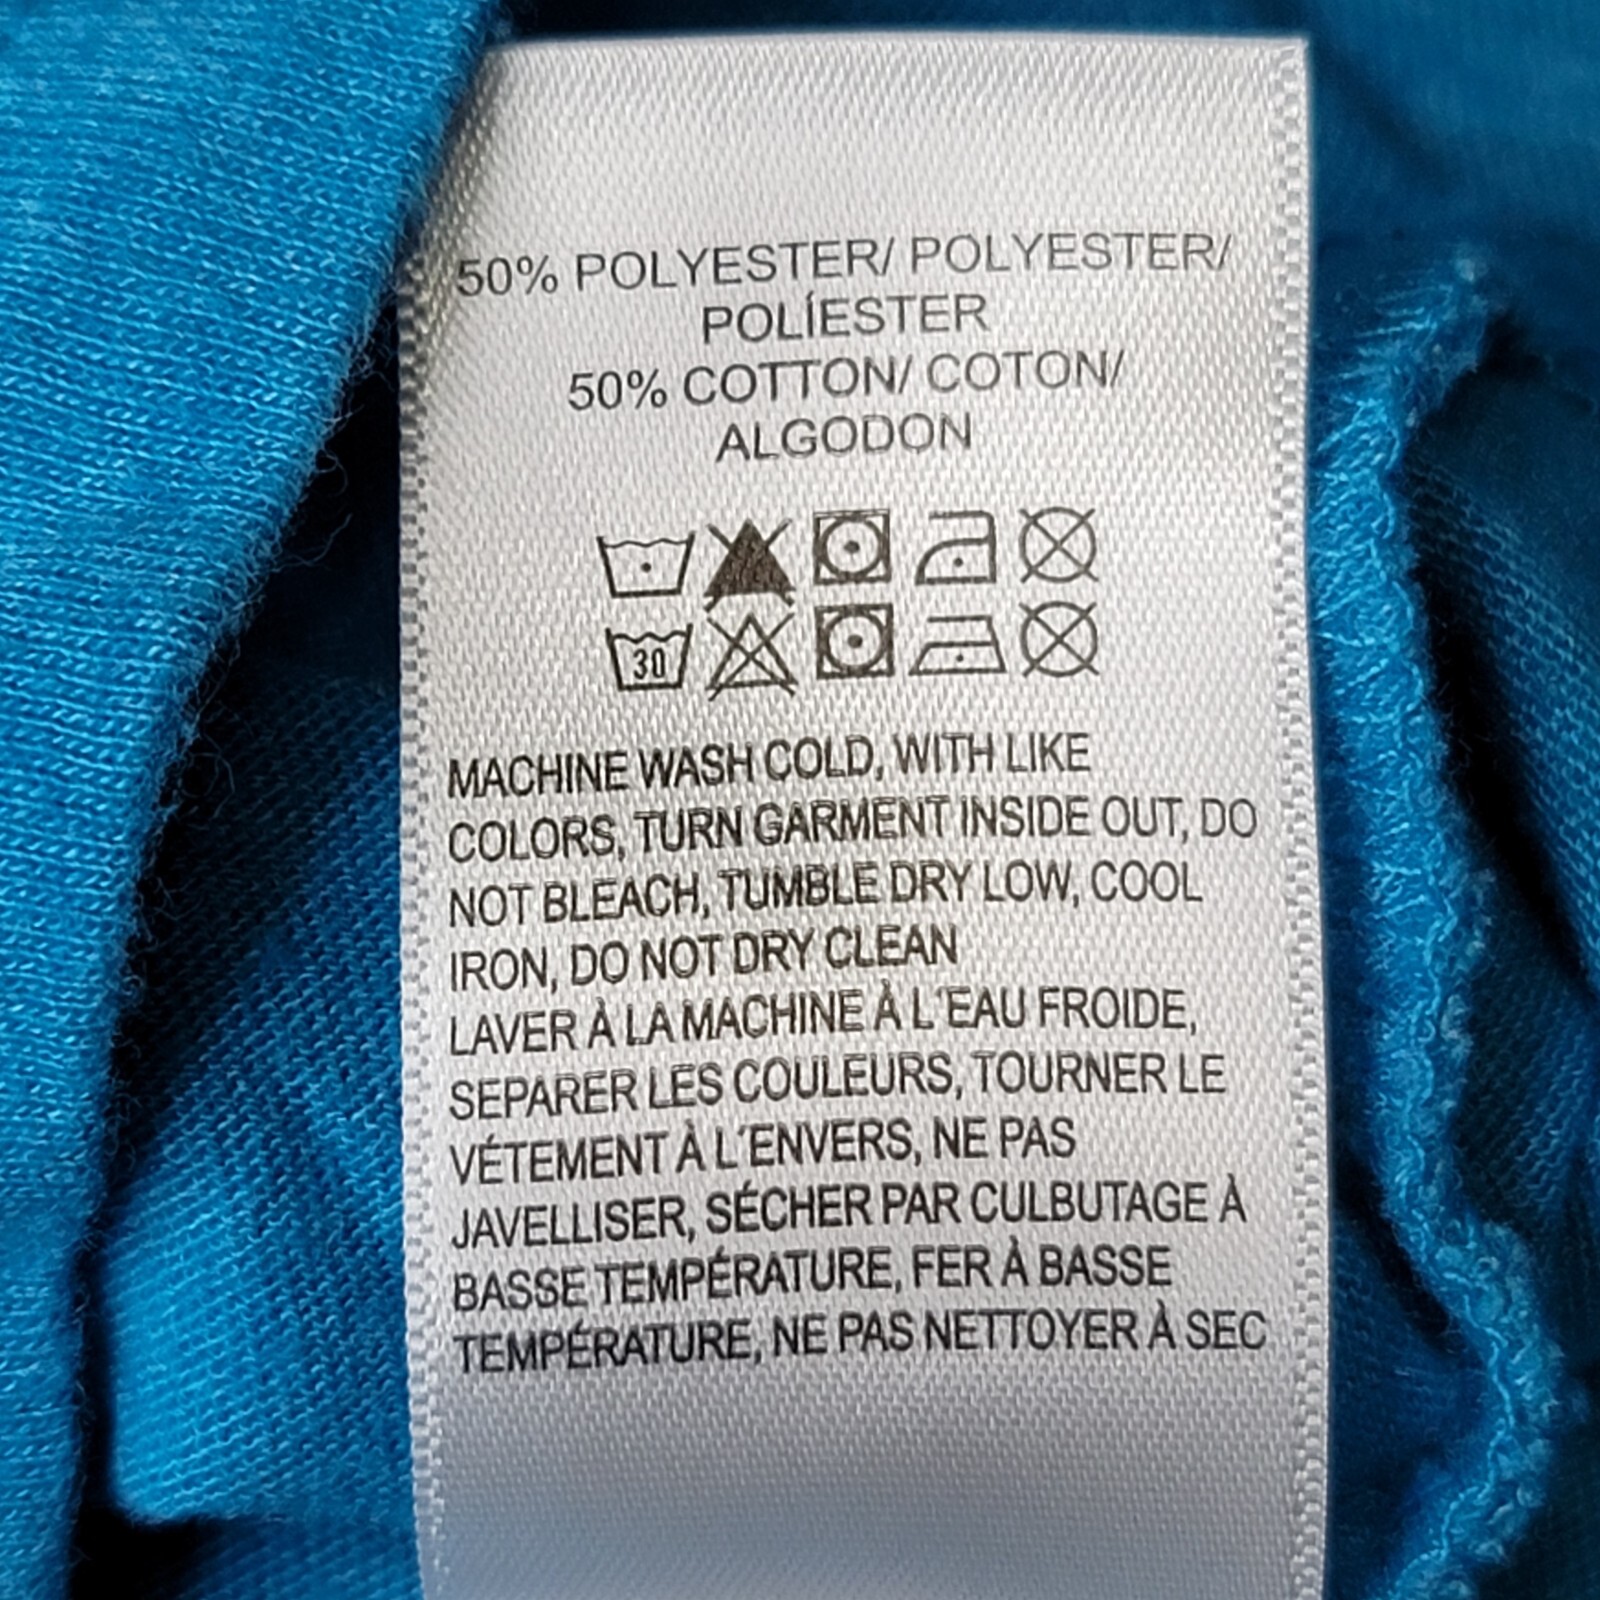 50% POLYESTER/ POLYESTER/
POLÍESTER
50% COTTON/ COTON/
ALGODON
30
MACHINE WASH COLD, WITH LIKE
COLORS, TURN GARMENT INSIDE OUT, DO
NOT BLEACH, TUMBLE DRY LOW, COOL
IRON, DO NOT DRY CLEAN
LAVER À LA MACHINE À L´EAU FROIDE,
SEPARER LES COULEURS, TOURNER LE
VÉTEMENT À L´ENVERS, NE PAS
JAVELLISER, SÉCHER PAR CULBUTAGE À
BASSE TEMPÉRATURE, FER À BASSE
TEMPÉRATURE, NE PAS NETTOYER À SEC